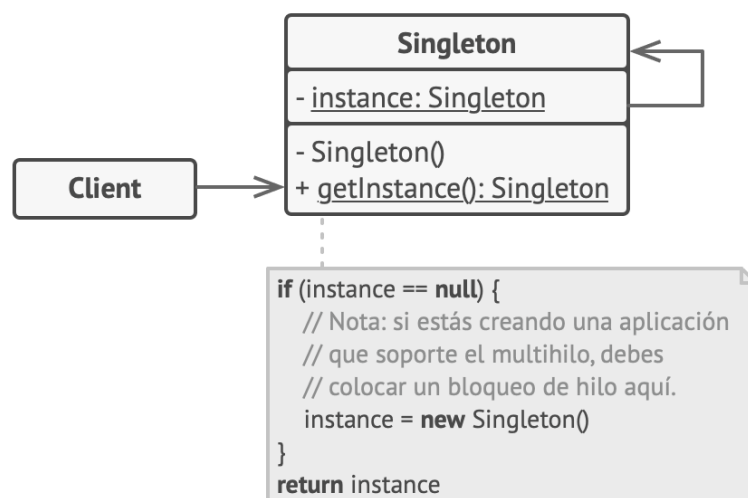 Singleton
- instance: Singleton
- Singleton()
+ getInstance(): Singleton
Client
if (instance == null) {
// Nota: si estás creando una aplicación
// que soporte el multihilo, debes
// colocar un bloqueo de hilo aquí.
instance = new Singleton()
}
return instance